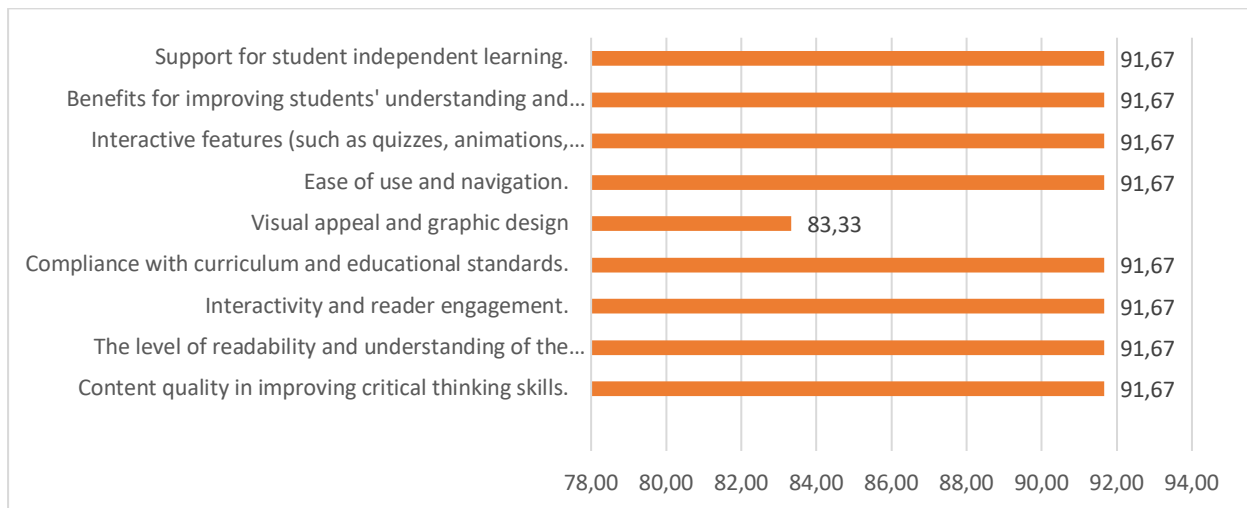 Support for student independent learning. 91,67
Benefits for improving students' understanding and... 91,67
Interactive features (such as quizzes, animations,... 91,67
Ease of use and navigation. 91,67
Visual appeal and graphic design 83,33
Compliance with curriculum and educational standards. 91,67
Interactivity and reader engagement. 91,67
The level of readability and understanding of the... 91,67
Content quality in improving critical thinking skills. 91,67
78,00 80,00 82,00 84,00 86,00 88,00 90,00 92,00 94,00